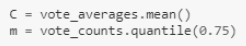 C = vote_averages.mean()
m = vote_counts.quantile(0.75)